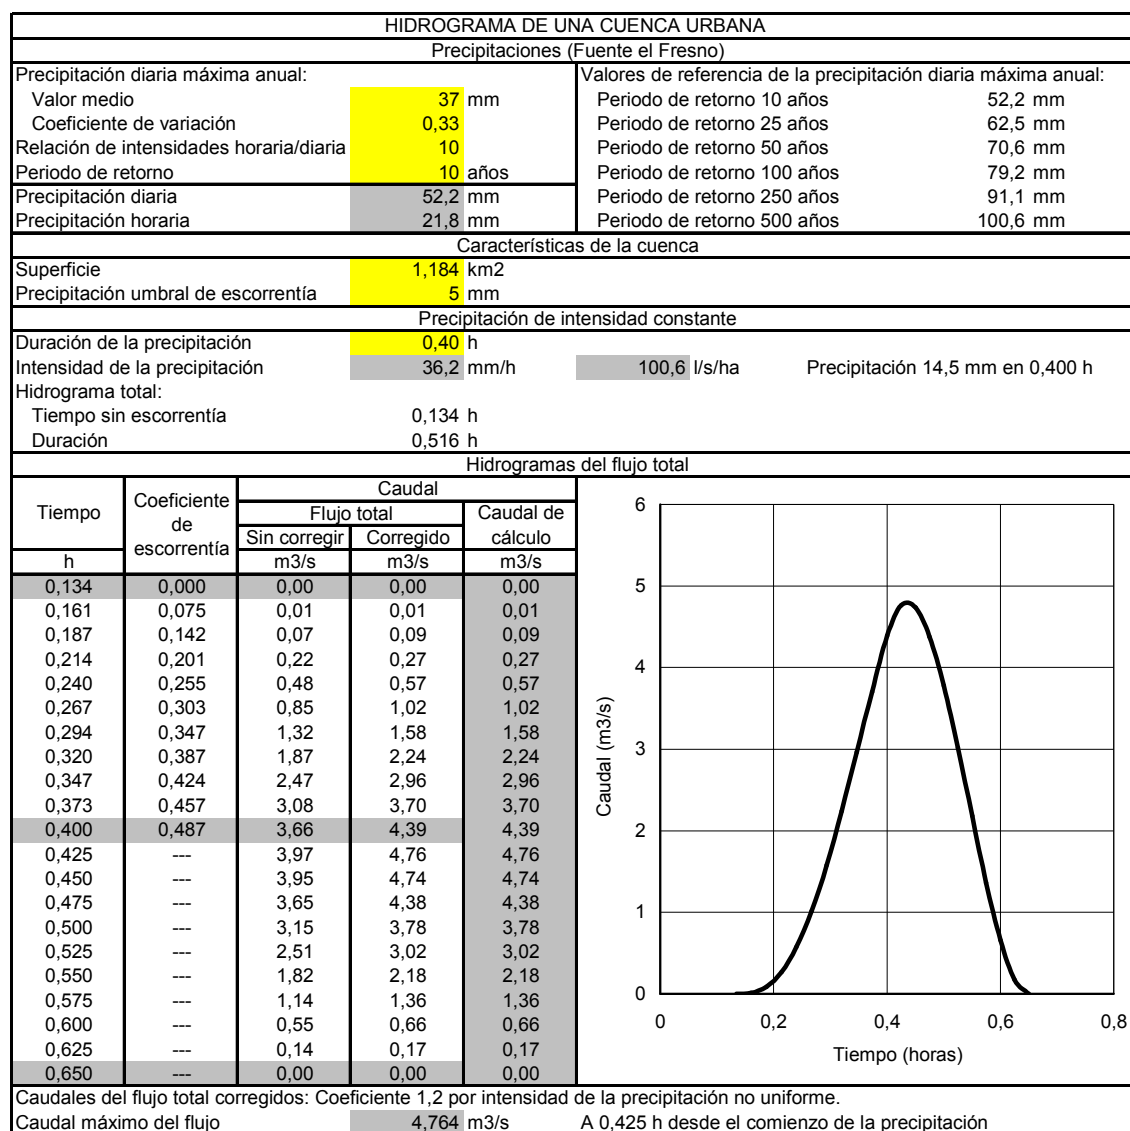 HIDROGRAMA DE UNA CUENCA URBANA
Precipitaciones (Fuente el Fresno)
Precipitación diaria máxima anual: Valores de referencia de la precipitación diaria máxima anual:
Valor medio 37 mm Periodo de retorno 10 años 52,2 mm
Coeficiente de variación 0,33 Periodo de retorno 25 años 62,5 mm
Relación de intensidades horaria/diaria 10 Periodo de retorno 50 años 70,6 mm
Periodo de retorno 10 años Periodo de retorno 100 años 79,2 mm
Precipitación diaria 52,2 mm Periodo de retorno 250 años 91,1 mm
Precipitación horaria 21,8 mm Periodo de retorno 500 años 100,6 mm
Características de la cuenca
Superficie 1,184 km2
Precipitación umbral de escorrentía 5 mm
Precipitación de intensidad constante
Duración de la precipitación 0,40 h
Intensidad de la precipitación 36,2 mm/h 100,6 l/s/ha Precipitación 14,5 mm en 0,400 h
Hidrograma total:
Tiempo sin escorrentía 0,134 h
Duración 0,516 h
Hidrogramas del flujo total
Tiempo
Coeficiente
de
escorrentía
Caudal
Flujo total
Caudal de
cálculo
Sin corregir Corregido
h m3/s m3/s m3/s
0,134 0,000 0,00 0,00 0,00
0,161 0,075 0,01 0,01 0,01
0,187 0,142 0,07 0,09 0,09
0,214 0,201 0,22 0,27 0,27
0,240 0,255 0,48 0,57 0,57
0,267 0,303 0,85 1,02 1,02
0,294 0,347 1,32 1,58 1,58
0,320 0,387 1,87 2,24 2,24
0,347 0,424 2,47 2,96 2,96
0,373 0,457 3,08 3,70 3,70
0,400 0,487 3,66 4,39 4,39
0,425 --- 3,97 4,76 4,76
0,450 --- 3,95 4,74 4,74
0,475 --- 3,65 4,38 4,38
0,500 --- 3,15 3,78 3,78
0,525 --- 2,51 3,02 3,02
0,550 --- 1,82 2,18 2,18
0,575 --- 1,14 1,36 1,36
0,600 --- 0,55 0,66 0,66
0,625 --- 0,14 0,17 0,17
0,650 --- 0,00 0,00 0,00
6
5
4
3
2
1
0
Caudal (m3/s)
0 0,2 0,4 0,6 0,8
Tiempo (horas)
Caudales del flujo total corregidos: Coeficiente 1,2 por intensidad de la precipitación no uniforme.
Caudal máximo del flujo 4,764 m3/s A 0,425 h desde el comienzo de la precipitación